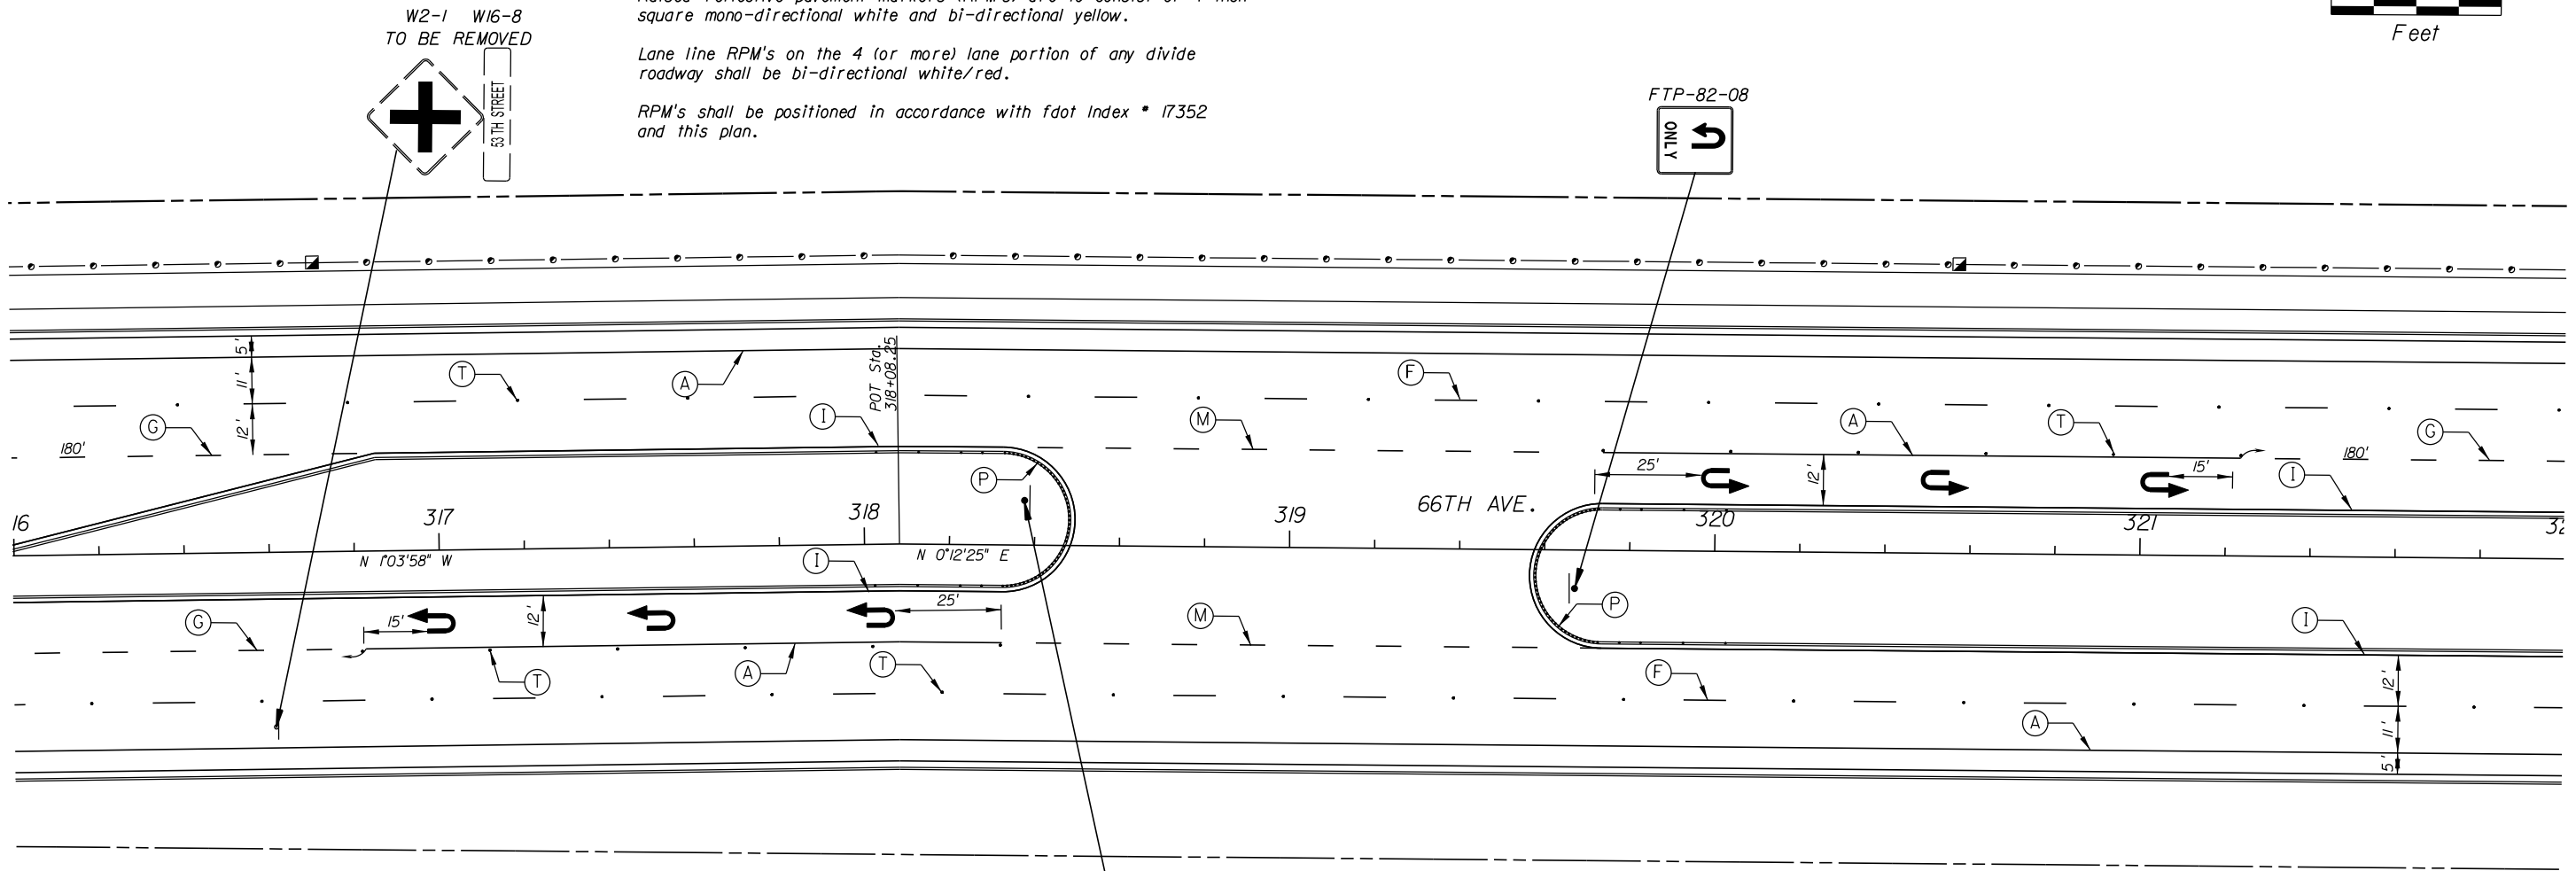 W2-1 W16-8
TO BE REMOVED
53TH STREET
square mono-directional white and bi-directional yellow.
Lane line RPM's on the 4 (or more) lane portion of any divide
roadway shall be bi-directional white/red.
RPM's shall be positioned in accordance with fdot Index # 17352
and this plan.
Feet
FTP-82-08
ONLY
5'
11'
12'
T
A
POT Sta.
318+08.25
F
G
180'
I
M
A
T
G
180'
P
25'
12'
15'
I
66TH AVE.
16
317
318
319
320
321
N 1°03'58" W
N 0°12'25" E
I
P
G
15'
12'
25'
M
I
T
A
T
F
A
12'
11'
5'